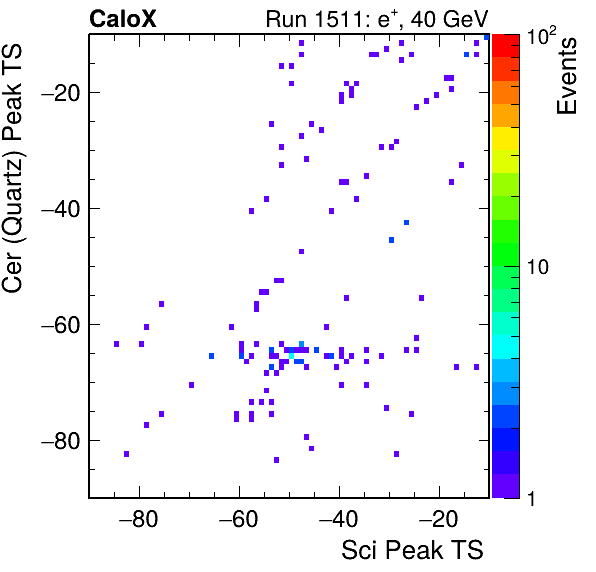 CaloX Run 1511: e⁺, 40 GeV
Cer (Quartz) Peak TS
−20
−40
−60
−80
−80 −60 −40 −20
Sci Peak TS
10²
10
1
Events